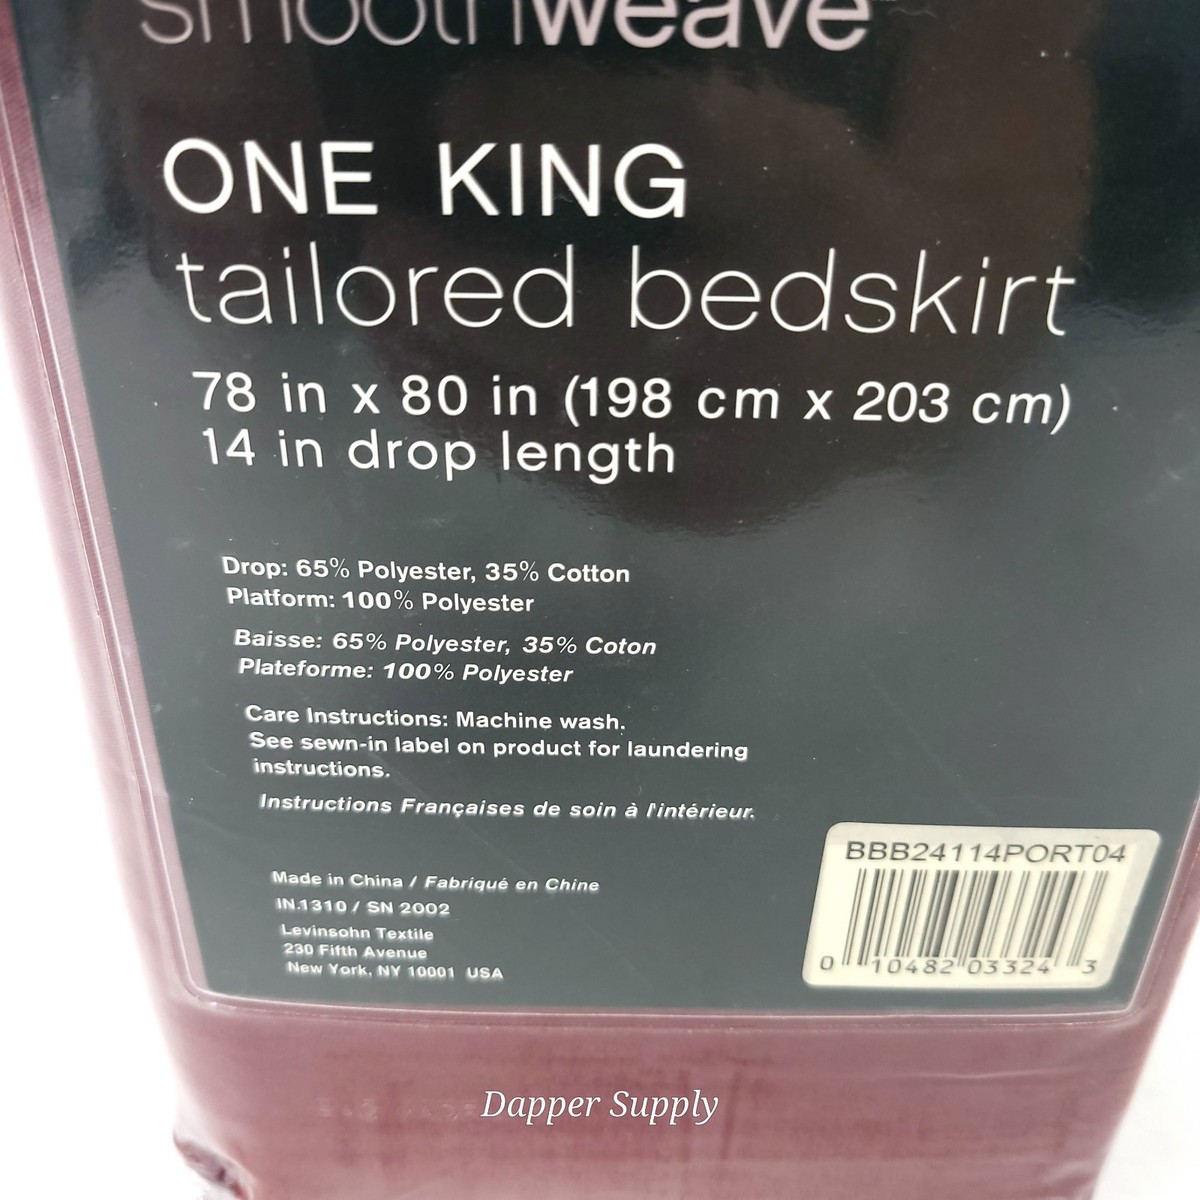 smoothweave
ONE KING
tailored bedskirt
78 in x 80 in (198 cm x 203 cm)
14 in drop length
Drop: 65% Polyester, 35% Cotton
Platform: 100% Polyester
Baisse: 65% Polyester, 35% Coton
Plateforme: 100% Polyester
Care Instructions: Machine wash.
See sewn-in label on product for laundering
instructions.
Instructions Françaises de soin à l'intérieur.
Made in China / Fabriqué en Chine
IN.1310 / SN 2002
Levinsohn Textile
230 Fifth Avenue
New York, NY 10001 USA
BBB24114PORT04
0 10482 03324 3
Dapper Supply